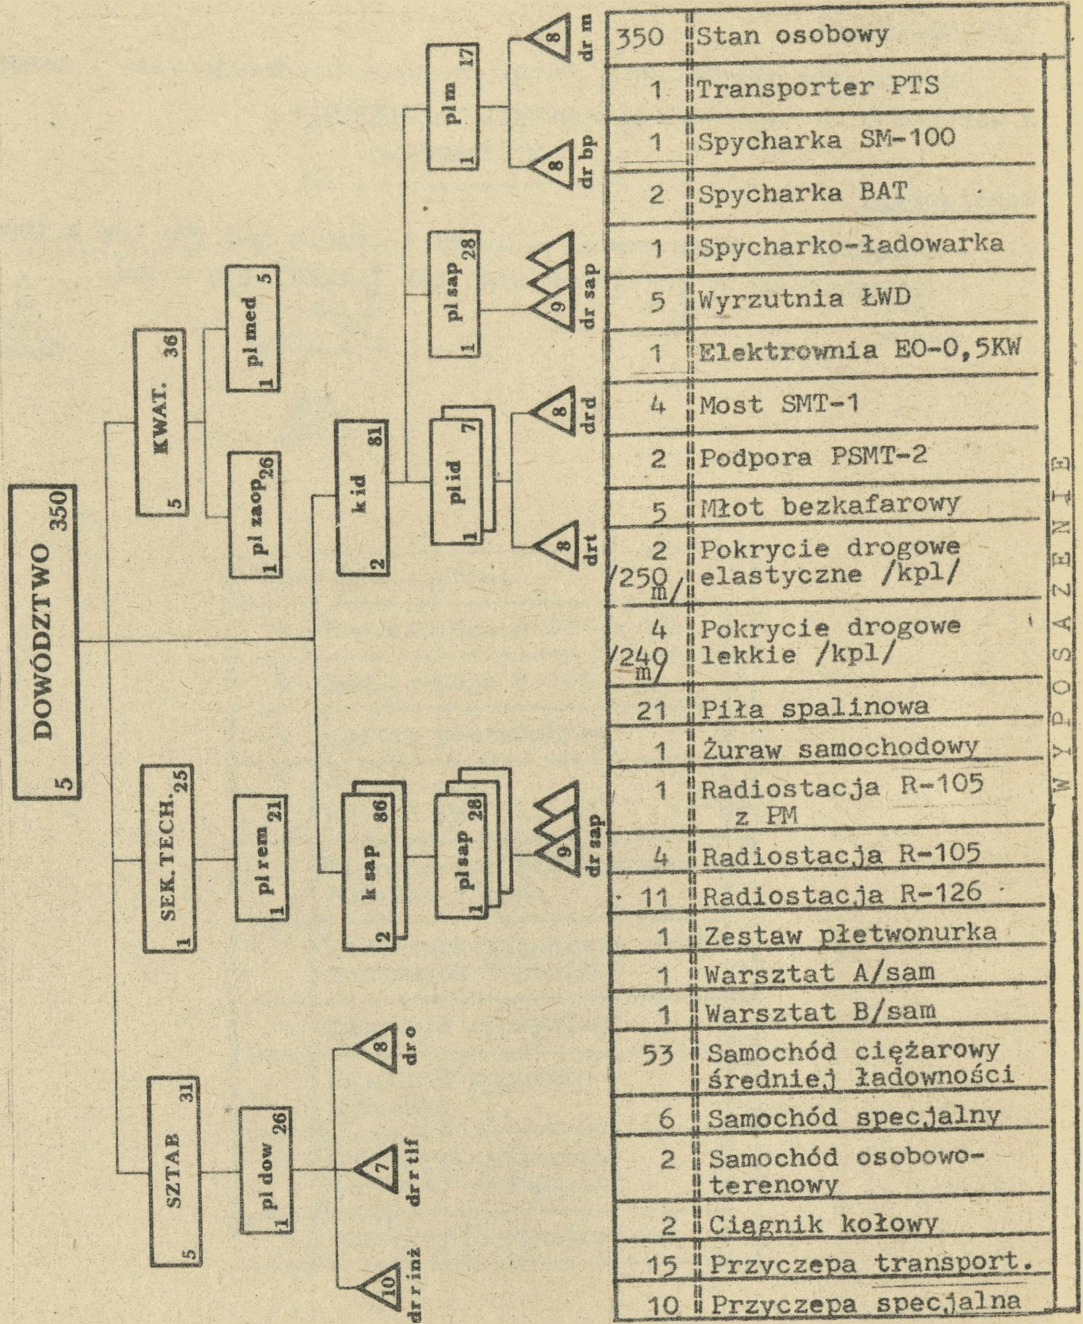 DOWÓDZTWO
5 350
SZTAB
5 31
pl dow
1 26
10
dr r inż
7
dr r tlf
8
dr o
SEK. TECH.
1 25
pl rem
1 21
KWAT.
5 36
pl zaop
1 26
pl med
1 5
k sap
2 86
pl sap
1 28
9
dr sap
k id
2 81
pl id
1 7
8
drt
8
drd
pl sap
1 28
9
dr sap
pl m
1 17
8
dr bp
8
dr m
350 Stan osobowy
1 Transporter PTS
1 Spycharka SM-100
2 Spycharka BAT
1 Spycharko-ładowarka
5 Wyrzutnia ŁWD
1 Elektrownia EO-0,5KW
4 Most SMT-1
2 Podpora PSMT-2
5 Młot bezkafarowy
2 Pokrycie drogowe
/250 m/ elastyczne /kpl/
4 Pokrycie drogowe
/240 m/ lekkie /kpl/
21 Piła spalinowa
1 Żuraw samochodowy
1 Radiostacja R-105
z PM
4 Radiostacja R-105
11 Radiostacja R-126
1 Zestaw płetwonurka
1 Warsztat A/sam
1 Warsztat B/sam
53 Samochód ciężarowy
średniej ładowności
6 Samochód specjalny
2 Samochód osobowo-
terenowy
2 Ciągnik kołowy
15 Przyczepa transport.
10 Przyczepa specjalna
WYPOSAZENIE